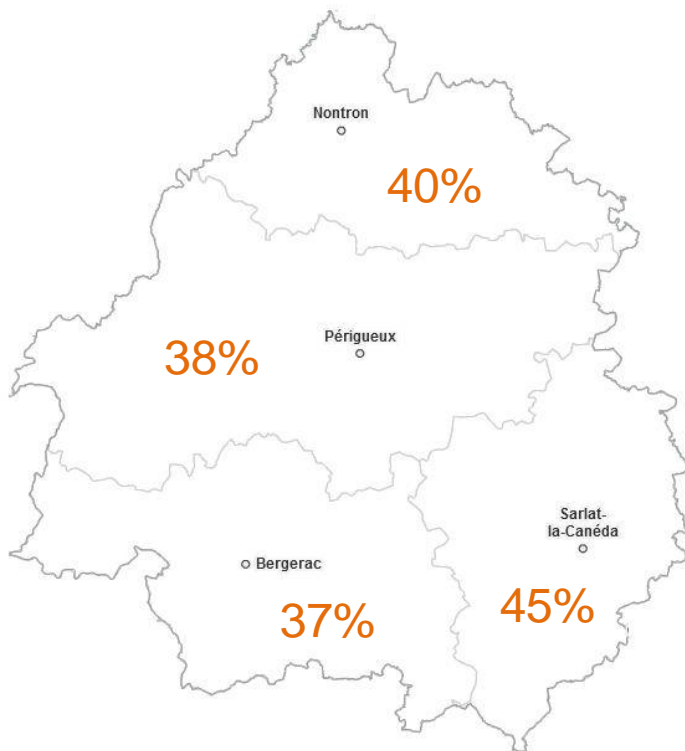 Nontron
40%
Périgueux
38%
Sarlat-
la-Canéda
Bergerac
45%
37%